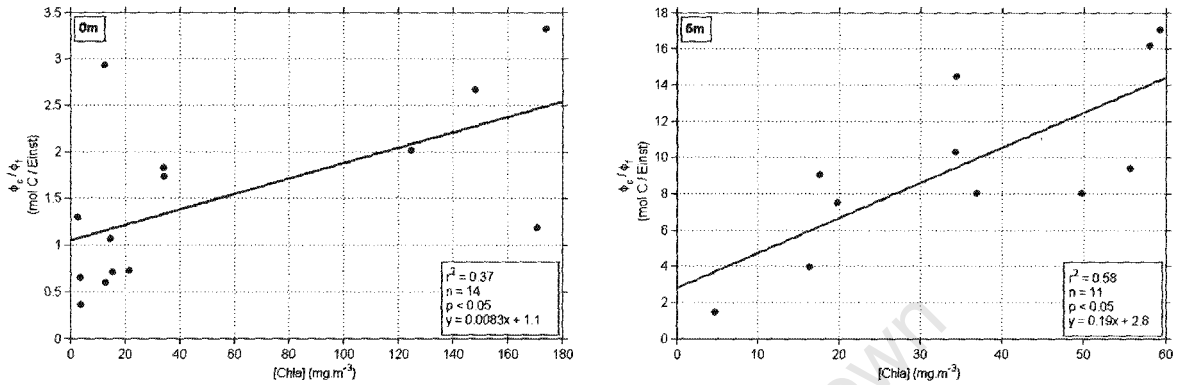 0m
3.5
3
2.5
2
1.5
1
0.5
0
ϕc / ϕf
(mol C / Einst)
0 20 40 60 80 100 120 140 160 180
[Chla] (mg.m⁻³)
r² = 0.37
n = 14
p < 0.05
y = 0.0083x + 1.1
5m
18
16
14
12
10
8
6
4
2
0
ϕc / ϕf
(mol C / Einst)
0 10 20 30 40 50 60
[Chla] (mg.m⁻³)
r² = 0.58
n = 11
p < 0.05
y = 0.19x + 2.8
own